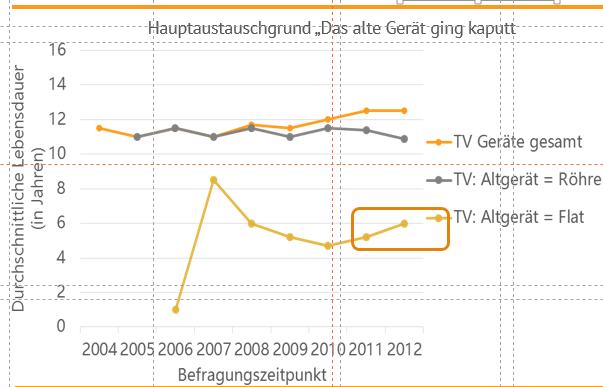 Hauptaustauschgrund „Das alte Gerät ging kaputt
Durchschnittliche Lebensdauer
(in Jahren)
16
14
12
10
8
6
4
2
0
2004 2005 2006 2007 2008 2009 2010 2011 2012
Befragungszeitpunkt
TV Geräte gesamt
TV: Altgerät = Röhre
TV: Altgerät = Flat